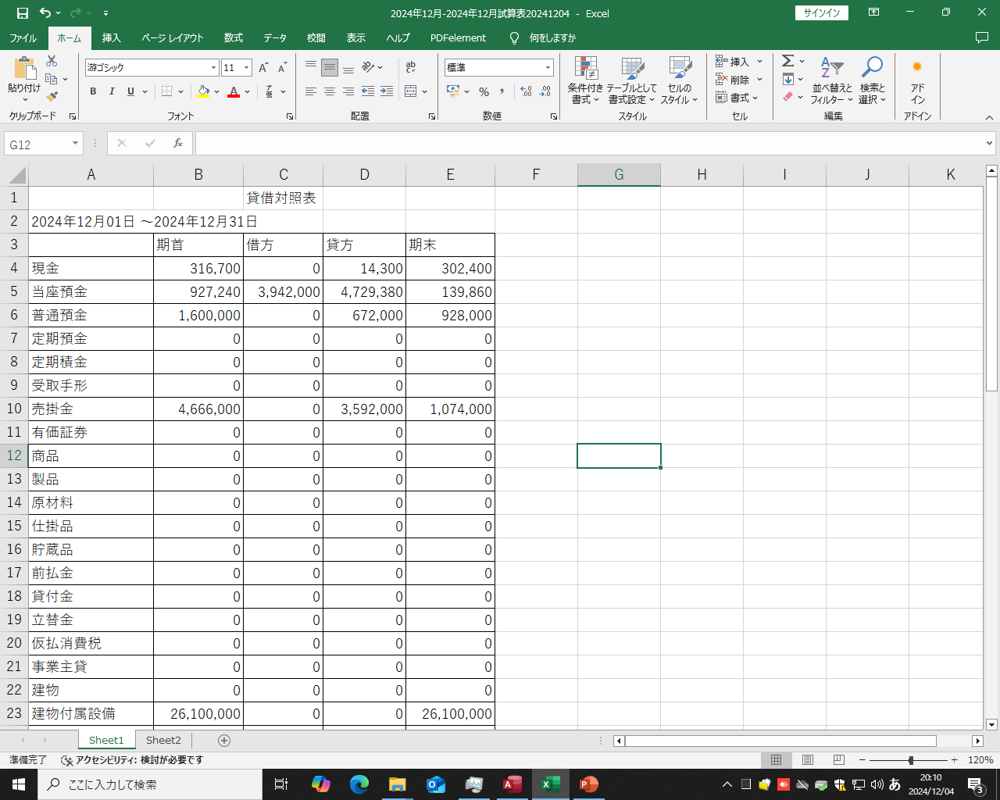 2024年12月-2024年12月試算表20241204 - Excel
サインイン
ファイル ホーム 挿入 ページ レイアウト 数式 データ 校閲 表示 ヘルプ PDFelement 何をしますか
貼り付け
クリップボード
游ゴシック 11
B I U
フォント
配置
標準
数値
条件付き書式
テーブルとして書式設定
セルのスタイル
スタイル
挿入
削除
書式
セル
並べ替えとフィルター
検索と選択
編集
アドイン
アドイン
G12
A B C D E F G H I J K
1 貸借対照表
2 2024年12月01日 ～2024年12月31日
3 期首 借方 貸方 期末
4 現金 316,700 0 14,300 302,400
5 当座預金 927,240 3,942,000 4,729,380 139,860
6 普通預金 1,600,000 0 672,000 928,000
7 定期預金 0 0 0 0
8 定期積金 0 0 0 0
9 受取手形 0 0 0 0
10 売掛金 4,666,000 0 3,592,000 1,074,000
11 有価証券 0 0 0 0
12 商品 0 0 0 0
13 製品 0 0 0 0
14 原材料 0 0 0 0
15 仕掛品 0 0 0 0
16 貯蔵品 0 0 0 0
17 前払金 0 0 0 0
18 貸付金 0 0 0 0
19 立替金 0 0 0 0
20 仮払消費税 0 0 0 0
21 事業主貸 0 0 0 0
22 建物 0 0 0 0
23 建物付属設備 26,100,000 0 0 26,100,000
Sheet1 Sheet2
準備完了 アクセシビリティ: 検討が必要です 120%
ここに入力して検索
あ
20:10
2024/12/04
3